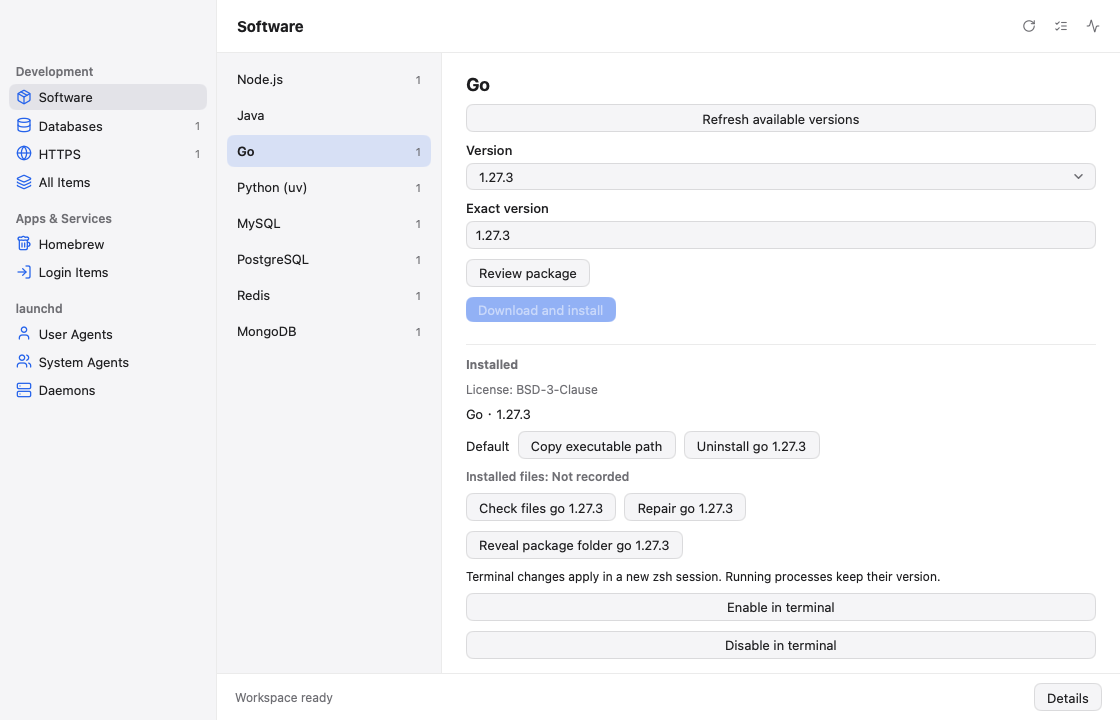 Software
Development
Software
Databases 1
HTTPS 1
All Items
Apps & Services
Homebrew
Login Items
launchd
User Agents
System Agents
Daemons
Node.js 1
Java
Go 1
Python (uv) 1
MySQL 1
PostgreSQL 1
Redis 1
MongoDB 1
Go
Refresh available versions
Version
1.27.3
Exact version
1.27.3
Review package
Download and install
Installed
License: BSD-3-Clause
Go · 1.27.3
Default Copy executable path Uninstall go 1.27.3
Installed files: Not recorded
Check files go 1.27.3 Repair go 1.27.3
Reveal package folder go 1.27.3
Terminal changes apply in a new zsh session. Running processes keep their version.
Enable in terminal
Disable in terminal
Workspace ready Details